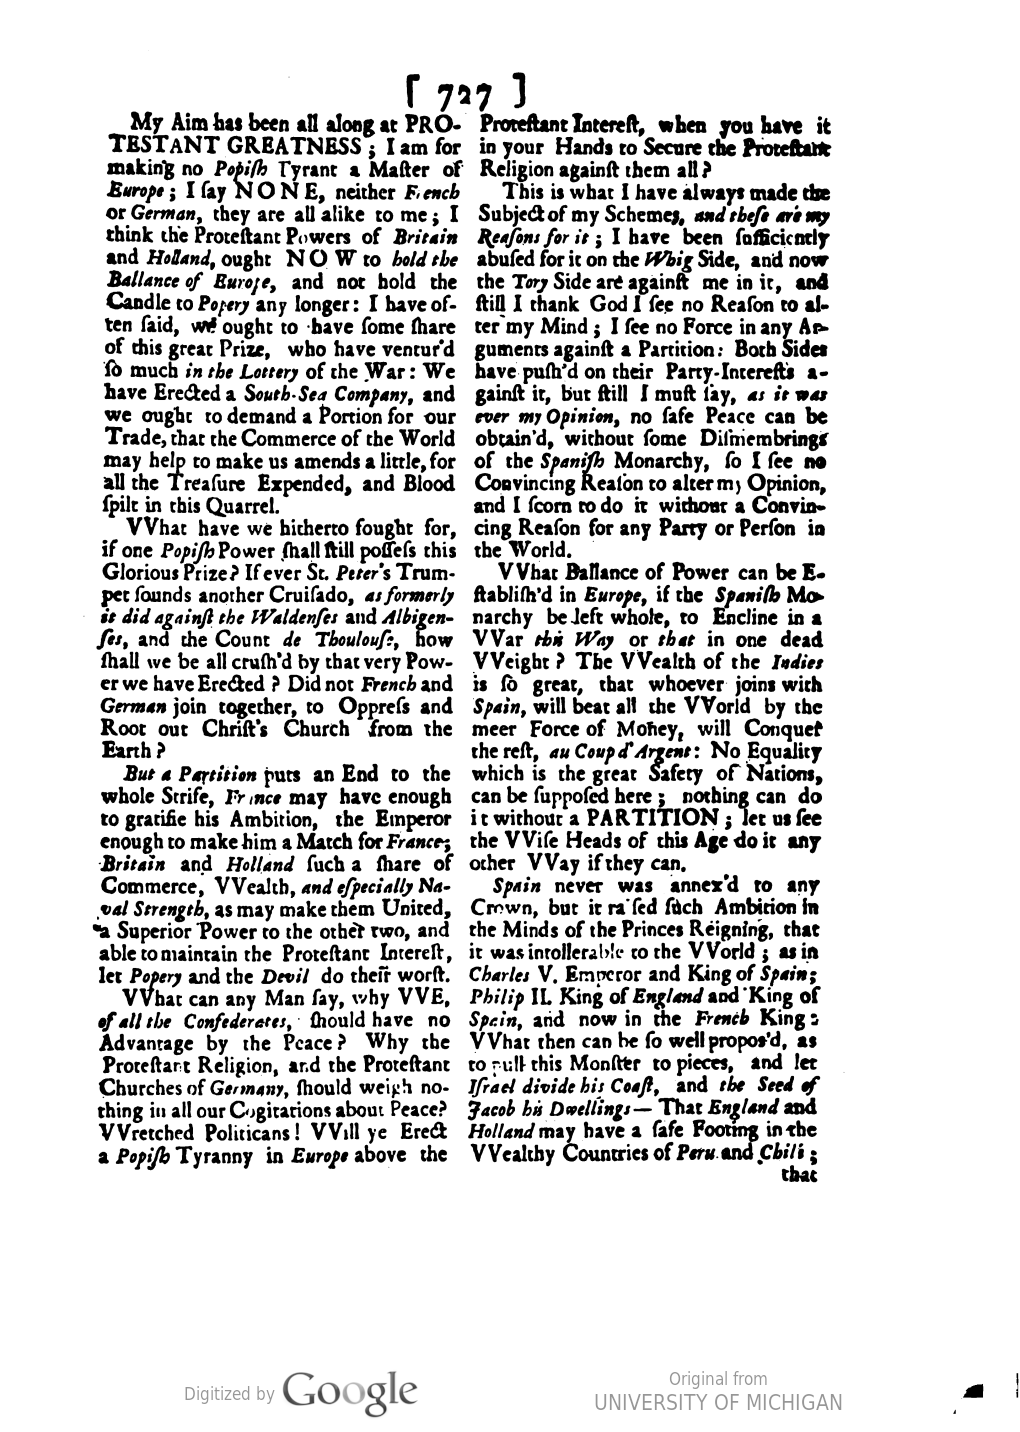 [ 727 ]
My Aim has been all along at PRO-
TESTANT GREATNESS ; I am for
making no Popiſh Tyrant a Maſter of
Europe ; I ſay NONE, neither French
or German, they are all alike to me ; I
think the Proteſtant Powers of Britain
and Holland, ought NOW to hold the
Ballance of Europe, and not hold the
Candle to Popery any longer : I have of-
ten ſaid, we ought to have ſome ſhare
of this great Prize, who have ventur'd
ſo much in the Lottery of the War : We
have Erected a South-Sea Company, and
we ought to demand a Portion for our
Trade, that the Commerce of the World
may help to make us amends a little, for
all the Treaſure Expended, and Blood
ſpilt in this Quarrel.
VVhat have we hitherto fought for,
if one Popiſh Power ſhall ſtill poſſeſs this
Glorious Prize ? If ever St. Peter's Trum-
pet ſounds another Cruiſado, as formerly
it did againſt the Waldenſes and Albigen-
ſes, and the Count de Thoulouſe, how
ſhall we be all cruſh'd by that very Pow-
er we have Erected ? Did not French and
German join together, to Oppreſs and
Root out Chriſt's Church from the
Earth ?
But a Partition puts an End to the
whole Strife, France may have enough
to gratifie his Ambition, the Emperor
enough to make him a Match for France;
Britain and Holland ſuch a ſhare of
Commerce, VVealth, and eſpecially Na-
val Strength, as may make them United,
a Superior Power to the other two, and
able to maintain the Proteſtant Intereſt,
let Popery and the Devil do their worſt.
VVhat can any Man ſay, why VVE,
of all the Confederates, ſhould have no
Advantage by the Peace ? Why the
Proteſtant Religion, and the Proteſtant
Churches of Germany, ſhould weigh no-
thing in all our Cogitations about Peace?
VVretched Politicans ! VVill ye Erect
a Popiſh Tyranny in Europe above the
Proteſtant Intereſt, when you have it
in your Hands to Secure the Proteſtant
Religion againſt them all ?
This is what I have always made the
Subject of my Schemes, and theſe are my
Reaſons for it ; I have been ſufficiently
abuſed for it on the Whig Side, and now
the Tory Side are againſt me in it, and
ſtill I thank God I ſee no Reaſon to al-
ter my Mind ; I ſee no Force in any Ar-
guments againſt a Partition : Both Sides
have puſh'd on their Party-Intereſts a-
gainſt it, but ſtill I muſt ſay, as it was
ever my Opinion, no ſafe Peace can be
obtain'd, without ſome Diſmembrings
of the Spaniſh Monarchy, ſo I ſee no
Convincing Reaſon to alter my Opinion,
and I ſcorn to do it without a Convin-
cing Reaſon for any Party or Perſon in
the World.
VVhat Ballance of Power can be E-
ſtabliſh'd in Europe, if the Spaniſh Mo-
narchy be left whole, to Encline in a
VVar this Way or that in one dead
VVeight ? The VVealth of the Indies
is ſo great, that whoever joins with
Spain, will beat all the VVorld by the
meer Force of Money, will Conquer
the reſt, au Coup d'Argent : No Equality
which is the great Safety of Nations,
can be ſuppoſed here ; nothing can do
it without a PARTITION ; let us ſee
the VViſe Heads of this Age do it any
other VVay if they can.
Spain never was annex'd to any
Crown, but it raiſed ſuch Ambition in
the Minds of the Princes Reigning, that
it was intollerable to the VVorld ; as in
Charles V. Emperor and King of Spain;
Philip II. King of England and King of
Spain, and now in the French King :
VVhat then can be ſo well propos'd, as
to pull this Monſter to pieces, and let
Iſrael divide his Coaſt, and the Seed of
Jacob his Dwellings— That England and
Holland may have a ſafe Footing in the
VVealthy Countries of Peru and Chili ;
that
Digitized by Google
Original from
UNIVERSITY OF MICHIGAN